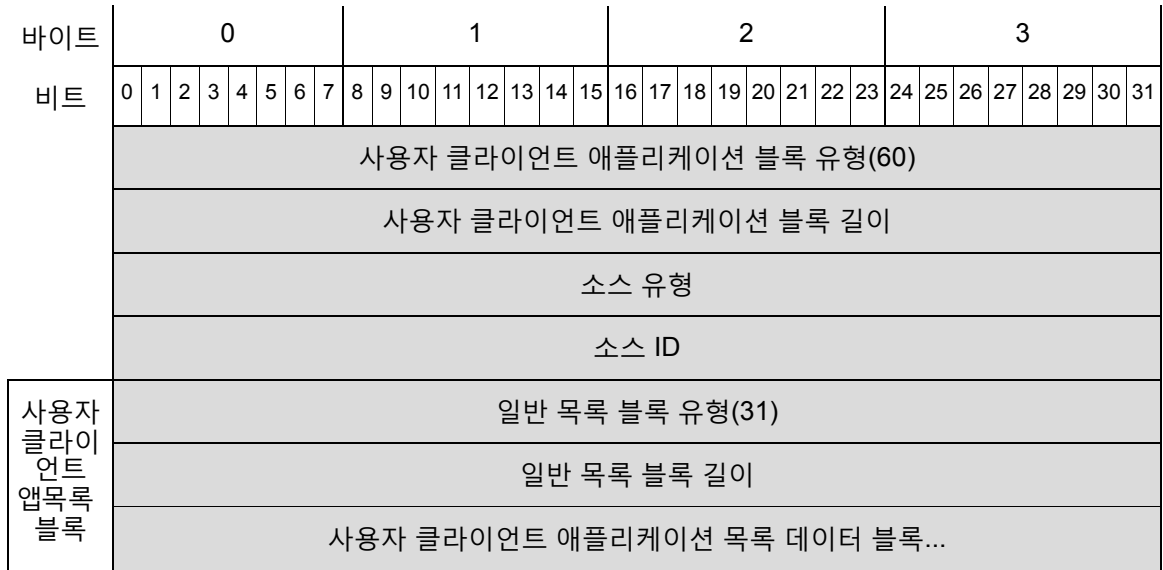 바이트 0 1 2 3
비트 0 1 2 3 4 5 6 7 8 9 10 11 12 13 14 15 16 17 18 19 20 21 22 23 24 25 26 27 28 29 30 31
사용자 클라이언트 애플리케이션 블록 유형(60)
사용자 클라이언트 애플리케이션 블록 길이
소스 유형
소스 ID
사용자
클라이
언트
앱목록
블록
일반 목록 블록 유형(31)
일반 목록 블록 길이
사용자 클라이언트 애플리케이션 목록 데이터 블록...